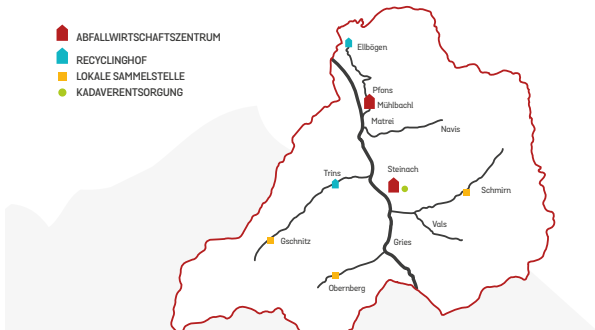 ABFALLWIRTSCHAFTSZENTRUM
RECYCLINGHOF
LOKALE SAMMELSTELLE
KADAVERENTSORGUNG
Ellbögen
Pfons
Mühlbachl
Matrei
Navis
Trins
Steinach
Schmirn
Vals
Gschnitz
Gries
Obernberg